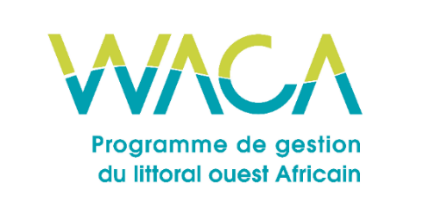 WACA
Programme de gestion
du littoral ouest Africain